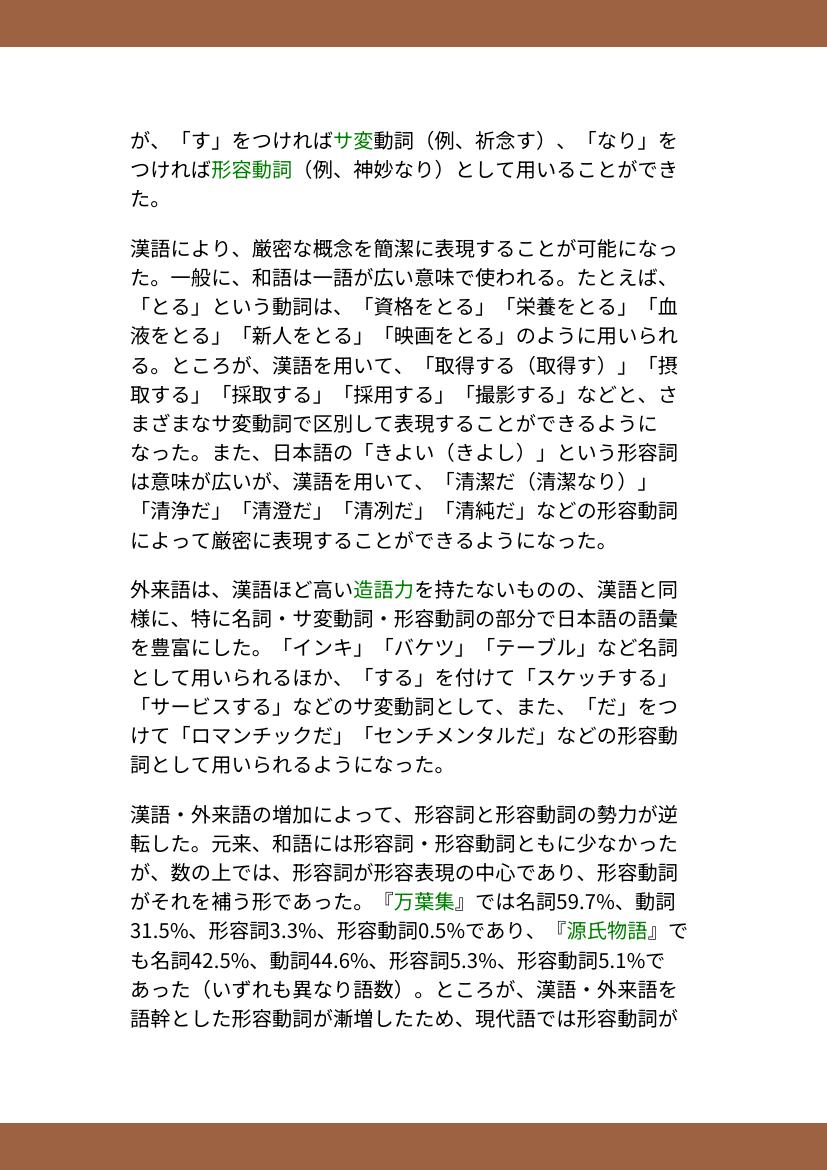 が、「す」をつければサ変動詞（例、祈念す）、「なり」を
つければ形容動詞（例、神妙なり）として用いることができ
た。
漢語により、厳密な概念を簡潔に表現することが可能になっ
た。一般に、和語は一語が広い意味で使われる。たとえば、
「とる」という動詞は、「資格をとる」「栄養をとる」「血
液をとる」「新人をとる」「映画をとる」のように用いられ
る。ところが、漢語を用いて、「取得する（取得す）」「摂
取する」「採取する」「採用する」「撮影する」などと、さ
まざまなサ変動詞で区別して表現することができるように
なった。また、日本語の「きよい（きよし）」という形容詞
は意味が広いが、漢語を用いて、「清潔だ（清潔なり）」
「清浄だ」「清澄だ」「清冽だ」「清純だ」などの形容動詞
によって厳密に表現することができるようになった。
外来語は、漢語ほど高い造語力を持たないものの、漢語と同
様に、特に名詞・サ変動詞・形容動詞の部分で日本語の語彙
を豊富にした。「インキ」「バケツ」「テーブル」など名詞
として用いられるほか、「する」を付けて「スケッチする」
「サービスする」などのサ変動詞として、また、「だ」をつ
けて「ロマンチックだ」「センチメンタルだ」などの形容動
詞として用いられるようになった。
漢語・外来語の増加によって、形容詞と形容動詞の勢力が逆
転した。元来、和語には形容詞・形容動詞ともに少なかった
が、数の上では、形容詞が形容表現の中心であり、形容動詞
がそれを補う形であった。『万葉集』では名詞59.7%、動詞
31.5%、形容詞3.3%、形容動詞0.5%であり、『源氏物語』で
も名詞42.5%、動詞44.6%、形容詞5.3%、形容動詞5.1%で
あった（いずれも異なり語数）。ところが、漢語・外来語を
語幹とした形容動詞が漸増したため、現代語では形容動詞が